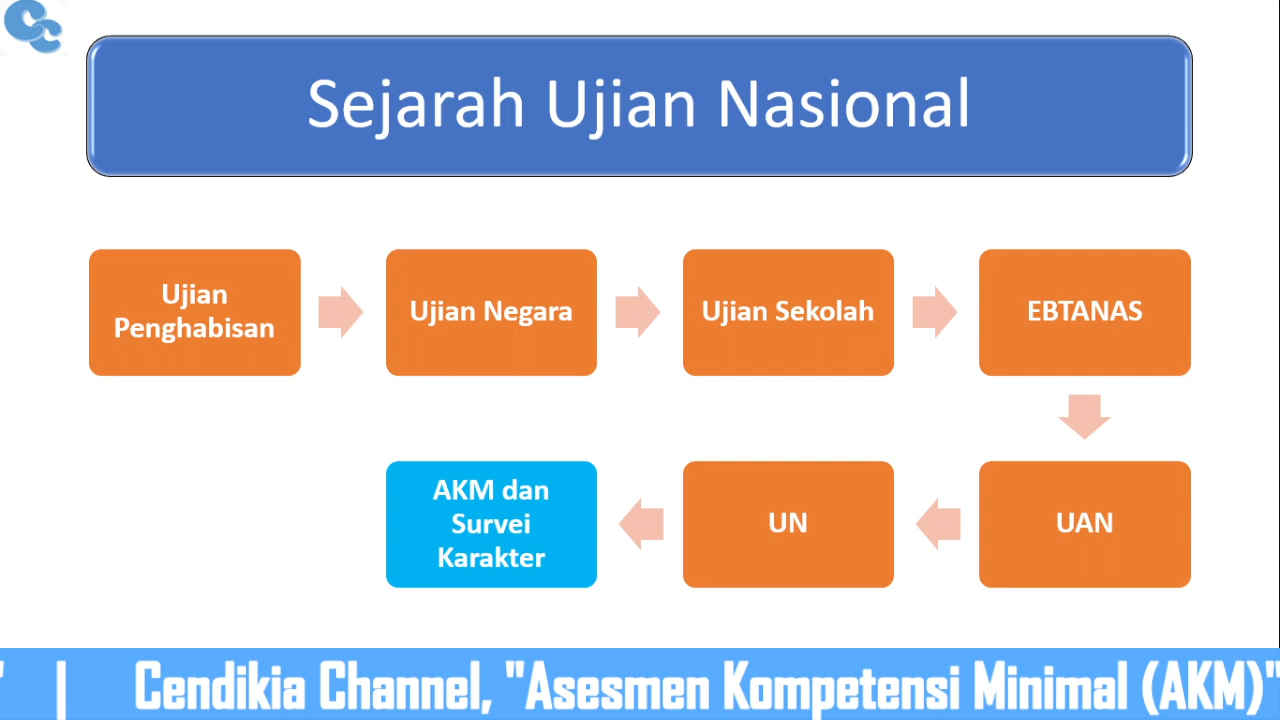 Sejarah Ujian Nasional
Ujian
Penghabisan
Ujian Negara
Ujian Sekolah
EBTANAS
UAN
UN
AKM dan
Survei
Karakter
" | Cendikia Channel, "Asesmen Kompetensi Minimal (AKM)"